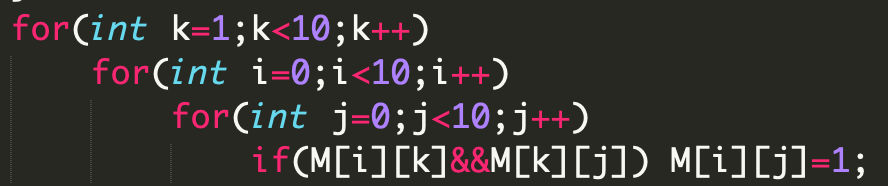 for(int k=1;k<10;k++)
for(int i=0;i<10;i++)
for(int j=0;j<10;j++)
if(M[i][k]&&M[k][j]) M[i][j]=1;